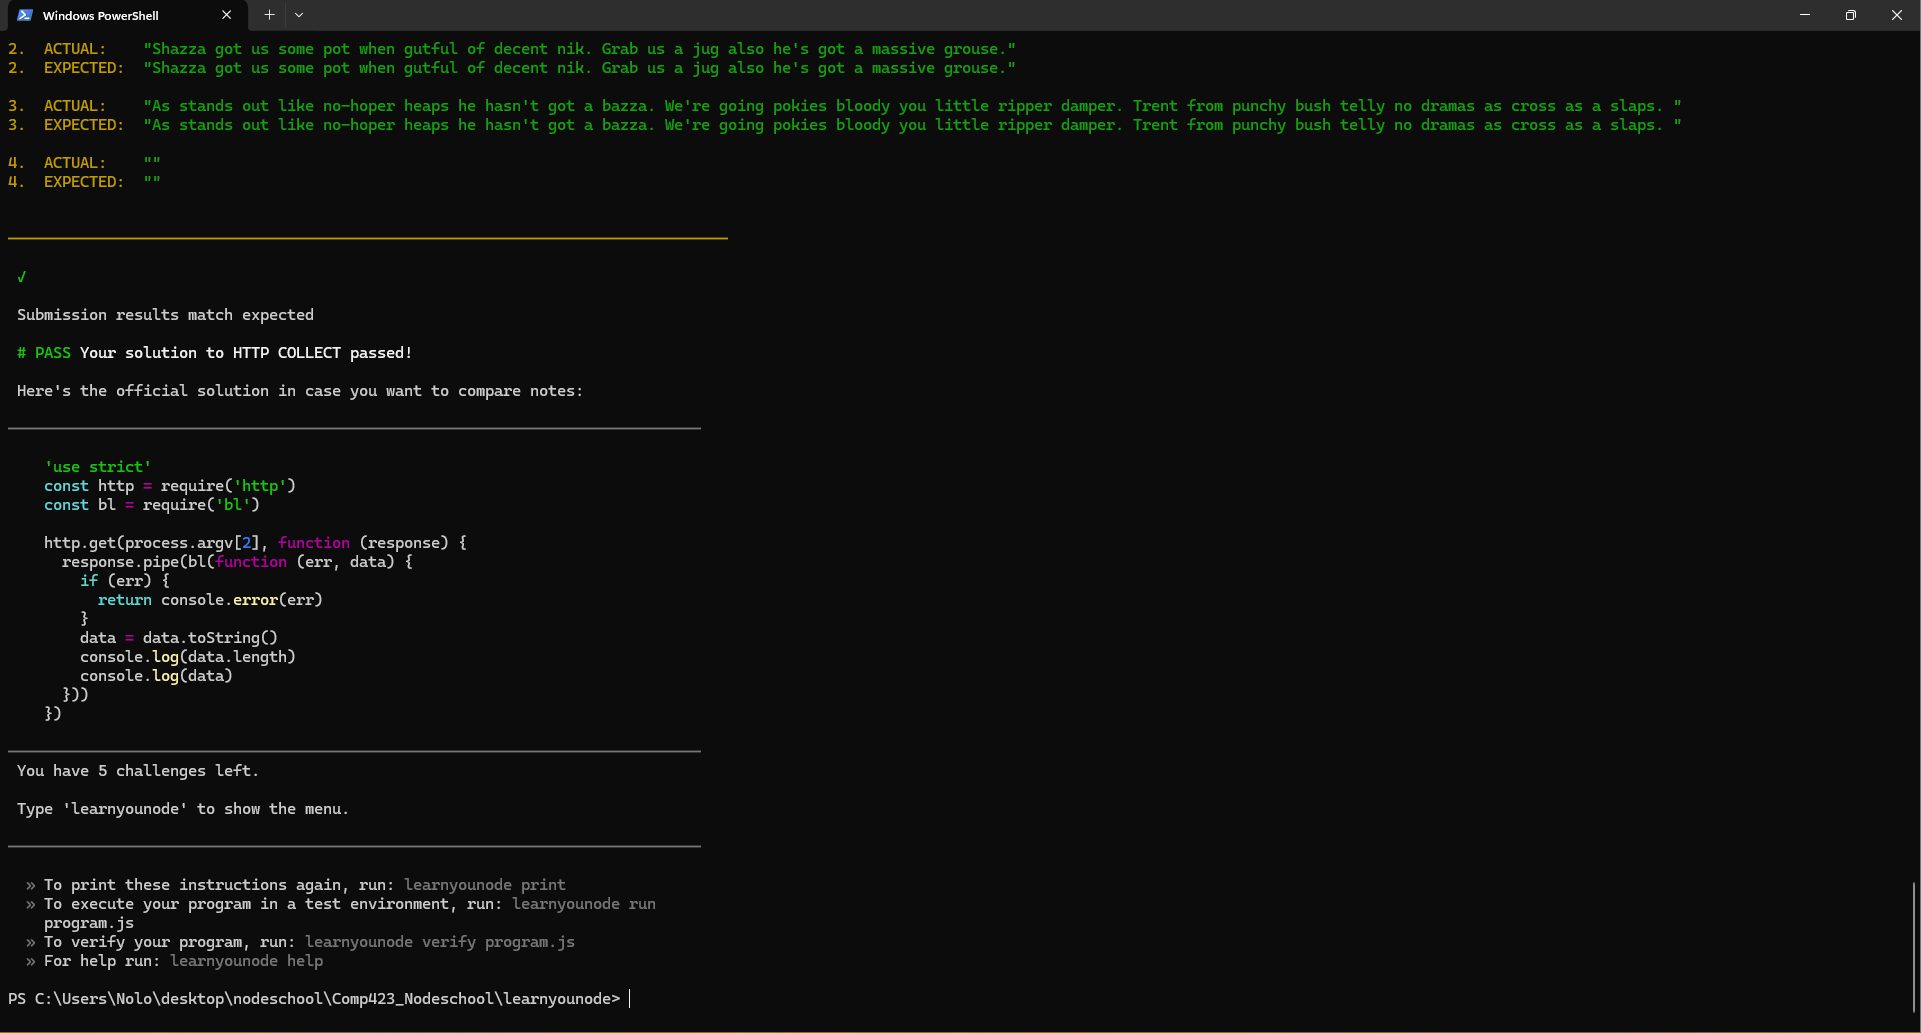 Windows PowerShell
2.  ACTUAL:    "Shazza got us some pot when gutful of decent nik. Grab us a jug also he's got a massive grouse."
2.  EXPECTED:  "Shazza got us some pot when gutful of decent nik. Grab us a jug also he's got a massive grouse."
3.  ACTUAL:    "As stands out like no-hoper heaps he hasn't got a bazza. We're going pokies bloody you little ripper damper. Trent from punchy bush telly no dramas as cross as a slaps. "
3.  EXPECTED:  "As stands out like no-hoper heaps he hasn't got a bazza. We're going pokies bloody you little ripper damper. Trent from punchy bush telly no dramas as cross as a slaps. "
4.  ACTUAL:    ""
4.  EXPECTED:  ""
✓
Submission results match expected
# PASS Your solution to HTTP COLLECT passed!
Here's the official solution in case you want to compare notes:
'use strict'
const http = require('http')
const bl = require('bl')
http.get(process.argv[2], function (response) {
  response.pipe(bl(function (err, data) {
    if (err) {
      return console.error(err)
    }
    data = data.toString()
    console.log(data.length)
    console.log(data)
  }))
})
You have 5 challenges left.
Type 'learnyounode' to show the menu.
» To print these instructions again, run: learnyounode print
» To execute your program in a test environment, run: learnyounode run
program.js
» To verify your program, run: learnyounode verify program.js
» For help run: learnyounode help
PS C:\Users\Nolo\desktop\nodeschool\Comp423_Nodeschool\learnyounode>